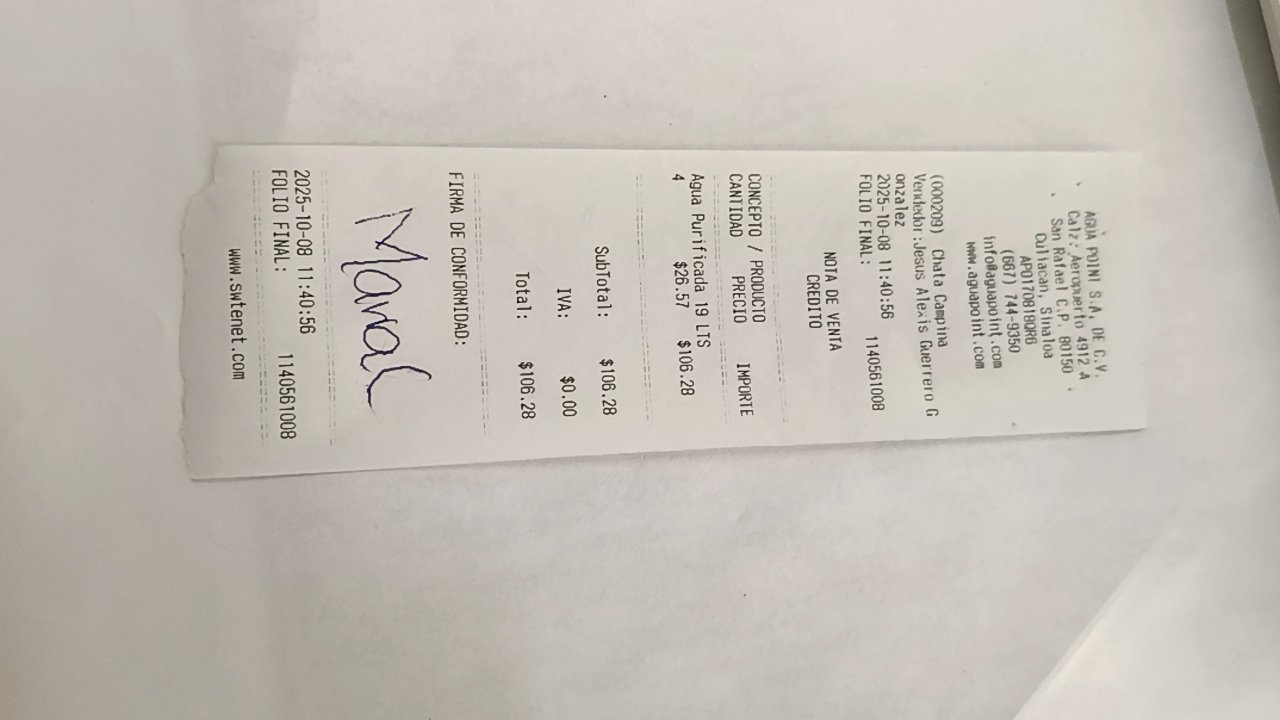 AGUA POINT S.A. DE C.V.
Calz. Aeropuerto 4912 A
San Rafael C.P. 80150
Culiacan, Sinaloa
APO170818QR6
(667) 744-9350
info@aguapoint.com
www.aguapoint.com
(000209) Chata Campina
Vendedor:Jesus Alexis Guerrero G
onzalez
2025-10-08 11:40:56
FOLIO FINAL: 1140561008
NOTA DE VENTA
CREDITO
CONCEPTO / PRODUCTO
CANTIDAD PRECIO IMPORTE
Agua Purificada 19 LTS
4 $26.57 $106.28
SubTotal: $106.28
IVA: $0.00
Total: $106.28
FIRMA DE CONFORMIDAD:
2025-10-08 11:40:56
FOLIO FINAL: 1140561008
www.swtenet.com